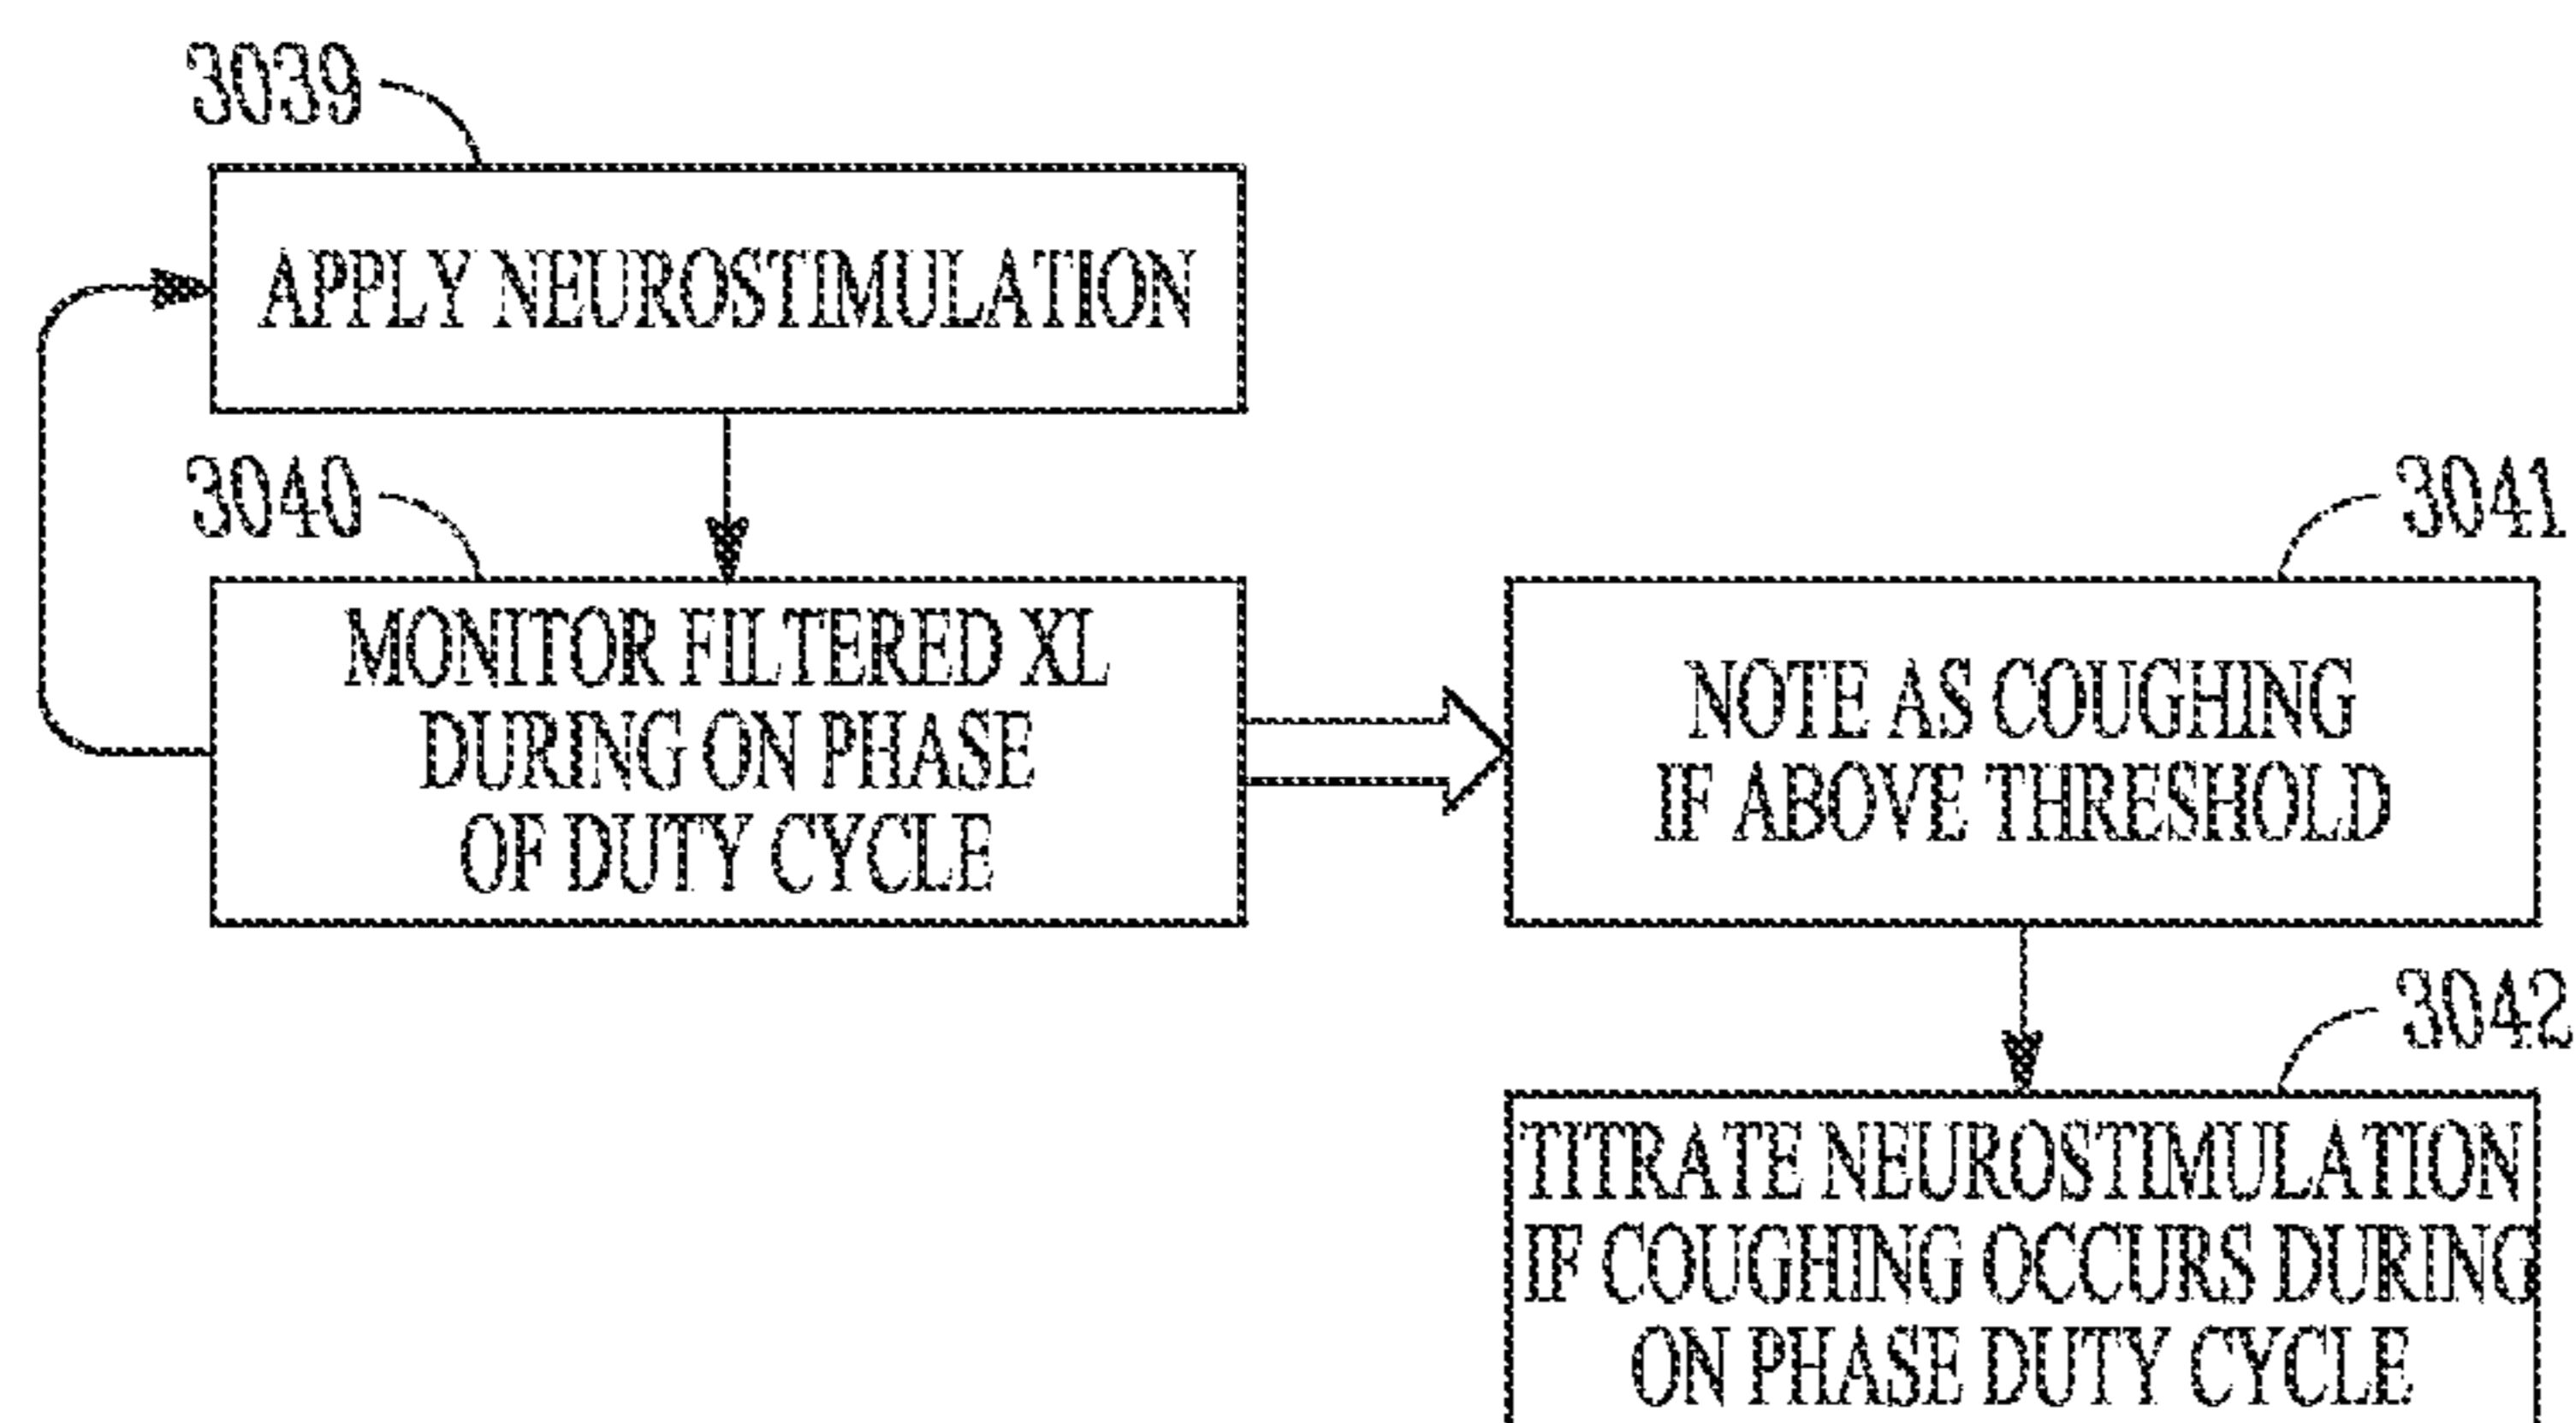 3039
APPLY NEUROSTIMULATION
3040
MONITOR FILTERED XL
DURING ON PHASE
OF DUTY CYCLE
3041
NOTE AS COUGHING
IF ABOVE THRESHOLD
3042
TITRATE NEUROSTIMULATION
IF COUGHING OCCURS DURING
ON PHASE DUTY CYCLE